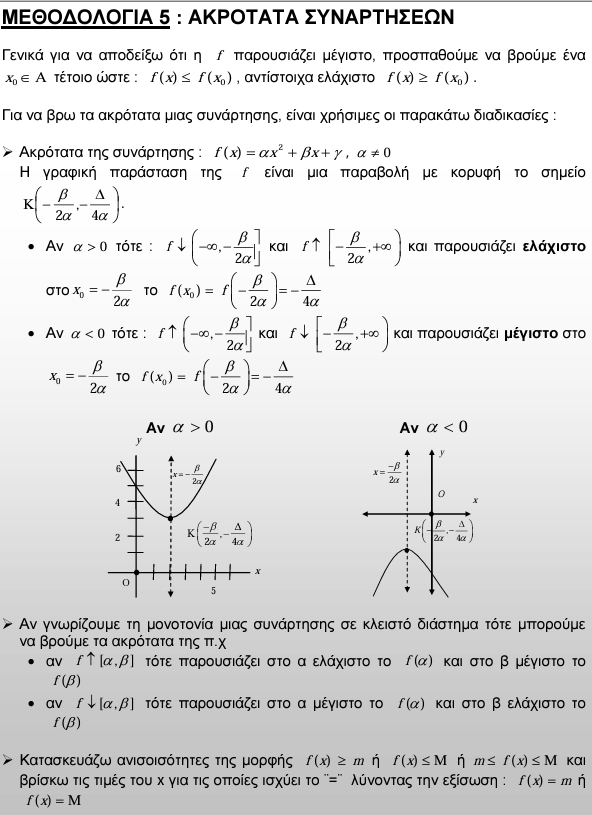 ΜΕΘΟΔΟΛΟΓΙΑ 5 : ΑΚΡΟΤΑΤΑ ΣΥΝΑΡΤΗΣΕΩΝ
Γενικά για να αποδείξω ότι η f παρουσιάζει μέγιστο, προσπαθούμε να βρούμε ένα
x₀ ∈ Α τέτοιο ώστε : f(x) ≤ f(x₀) , αντίστοιχα ελάχιστο f(x) ≥ f(x₀) .
Για να βρω τα ακρότατα μιας συνάρτησης, είναι χρήσιμες οι παρακάτω διαδικασίες :
➢ Ακρότατα της συνάρτησης : f(x) = αx² + βx + γ , α ≠ 0
Η γραφική παράσταση της f είναι μια παραβολή με κορυφή το σημείο
Κ(-β/2α, -Δ/4α).
• Αν α > 0 τότε : f ↓ (-∞, -β/2α] και f ↑ [-β/2α, +∞) και παρουσιάζει ελάχιστο
στο x₀ = -β/2α το f(x₀) = f(-β/2α) = -Δ/4α
• Αν α < 0 τότε : f ↑ (-∞, -β/2α] και f ↓ [-β/2α, +∞) και παρουσιάζει μέγιστο στο
x₀ = -β/2α το f(x₀) = f(-β/2α) = -Δ/4α
Αν α > 0
y
6
x = -β/2α
4
2
Κ(-β/2α, -Δ/4α)
O
5
x
Αν α < 0
y
x = -β/2α
O
x
K(-β/2α, -Δ/4α)
➢ Αν γνωρίζουμε τη μονοτονία μιας συνάρτησης σε κλειστό διάστημα τότε μπορούμε
να βρούμε τα ακρότατα της π.χ
• αν f ↑ [α, β] τότε παρουσιάζει στο α ελάχιστο το f(α) και στο β μέγιστο το
f(β)
• αν f ↓ [α, β] τότε παρουσιάζει στο α μέγιστο το f(α) και στο β ελάχιστο το
f(β)
➢ Κατασκευάζω ανισοισότητες της μορφής f(x) ≥ m ή f(x) ≤ Μ ή m ≤ f(x) ≤ Μ και
βρίσκω τις τιμές του x για τις οποίες ισχύει το ¨=¨ λύνοντας την εξίσωση : f(x) = m ή
f(x) = Μ